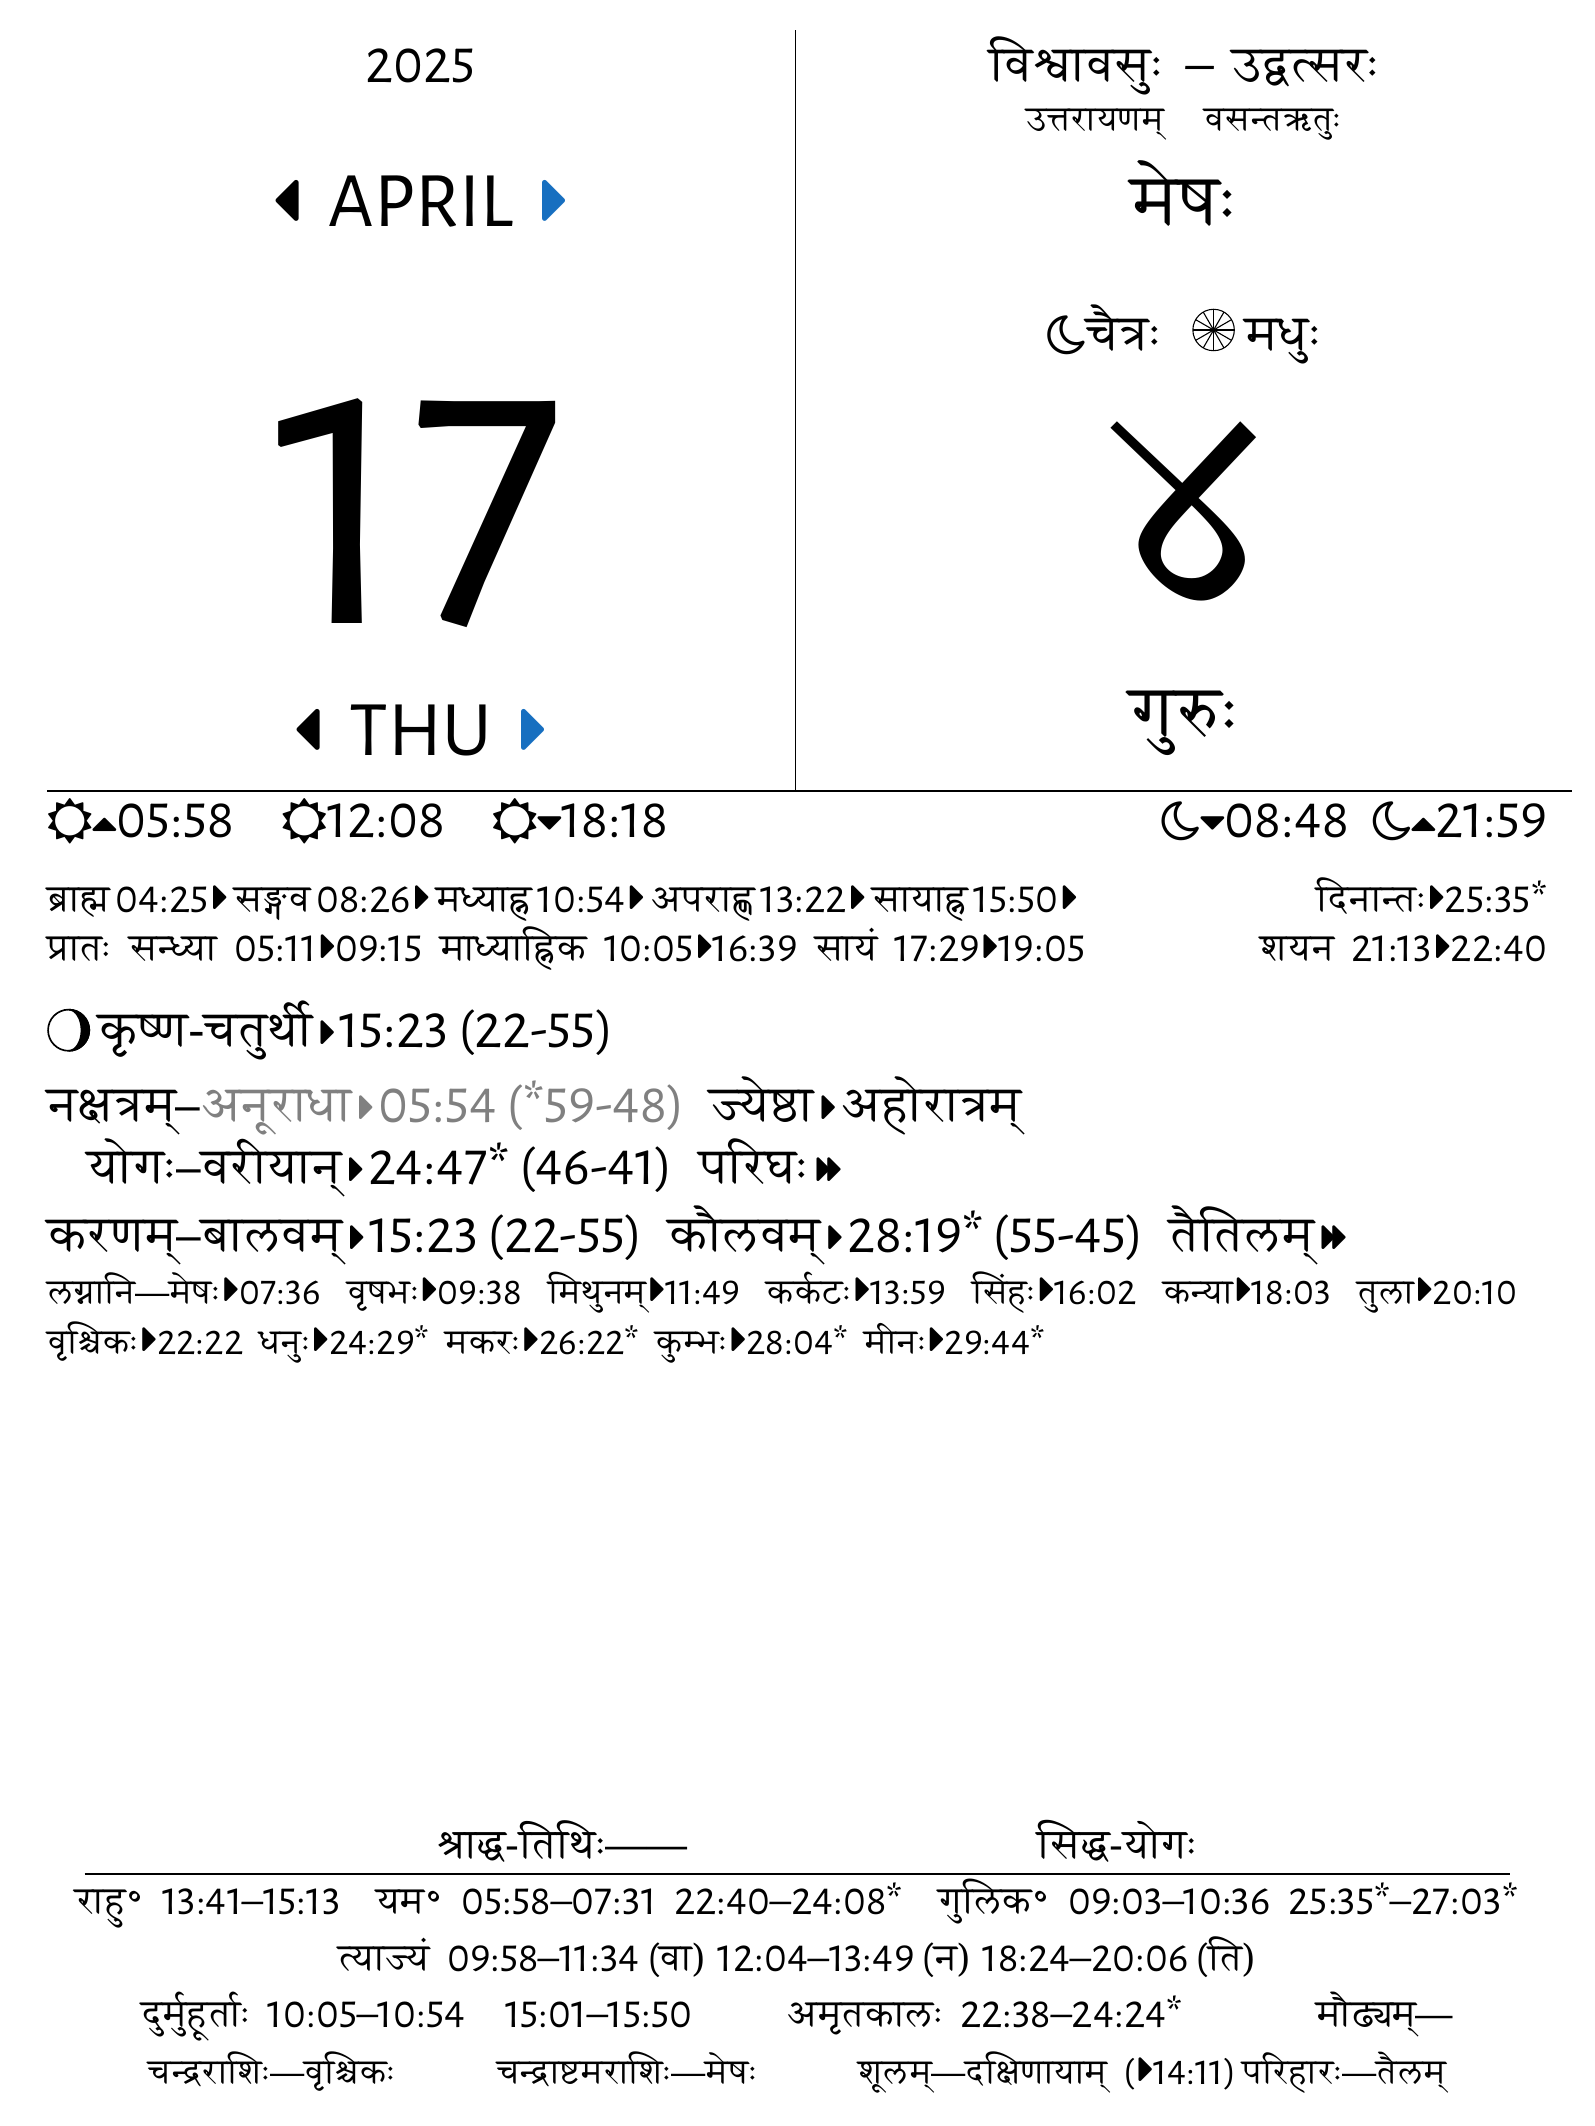 2025
APRIL
17
THU
विश्वावसुः – उद्वत्सरः
उत्तरायणम् वसन्तऋतुः
मेषः
चैत्रः मधुः
४
गुरुः
05:58 12:08 18:18 08:48 21:59
ब्राह्म 04:25 सङ्गव 08:26 मध्याह्न 10:54 अपराह्ण 13:22 सायाह्न 15:50 दिनान्तः 25:35*
प्रातः सन्ध्या 05:11 09:15 माध्याह्निक 10:05 16:39 सायं 17:29 19:05 शयन 21:13 22:40
कृष्ण-चतुर्थी 15:23 (22-55)
नक्षत्रम्–अनूराधा 05:54 (*59-48) ज्येष्ठा अहोरात्रम्
योगः–वरीयान् 24:47* (46-41) परिघः
करणम्–बालवम् 15:23 (22-55) कौलवम् 28:19* (55-45) तैतिलम्
लग्नानि—मेषः 07:36 वृषभः 09:38 मिथुनम् 11:49 कर्कटः 13:59 सिंहः 16:02 कन्या 18:03 तुला 20:10
वृश्चिकः 22:22 धनुः 24:29* मकरः 26:22* कुम्भः 28:04* मीनः 29:44*
श्राद्ध-तिथिः—— सिद्ध-योगः
राहु॰ 13:41–15:13 यम॰ 05:58–07:31 22:40–24:08* गुलिक॰ 09:03–10:36 25:35*–27:03*
त्याज्यं 09:58–11:34 (वा) 12:04–13:49 (न) 18:24–20:06 (ति)
दुर्मुहूर्ताः 10:05–10:54 15:01–15:50 अमृतकालः 22:38–24:24* मौढ्यम्—
चन्द्रराशिः—वृश्चिकः चन्द्राष्टमराशिः—मेषः शूलम्—दक्षिणायाम् (14:11) परिहारः—तैलम्